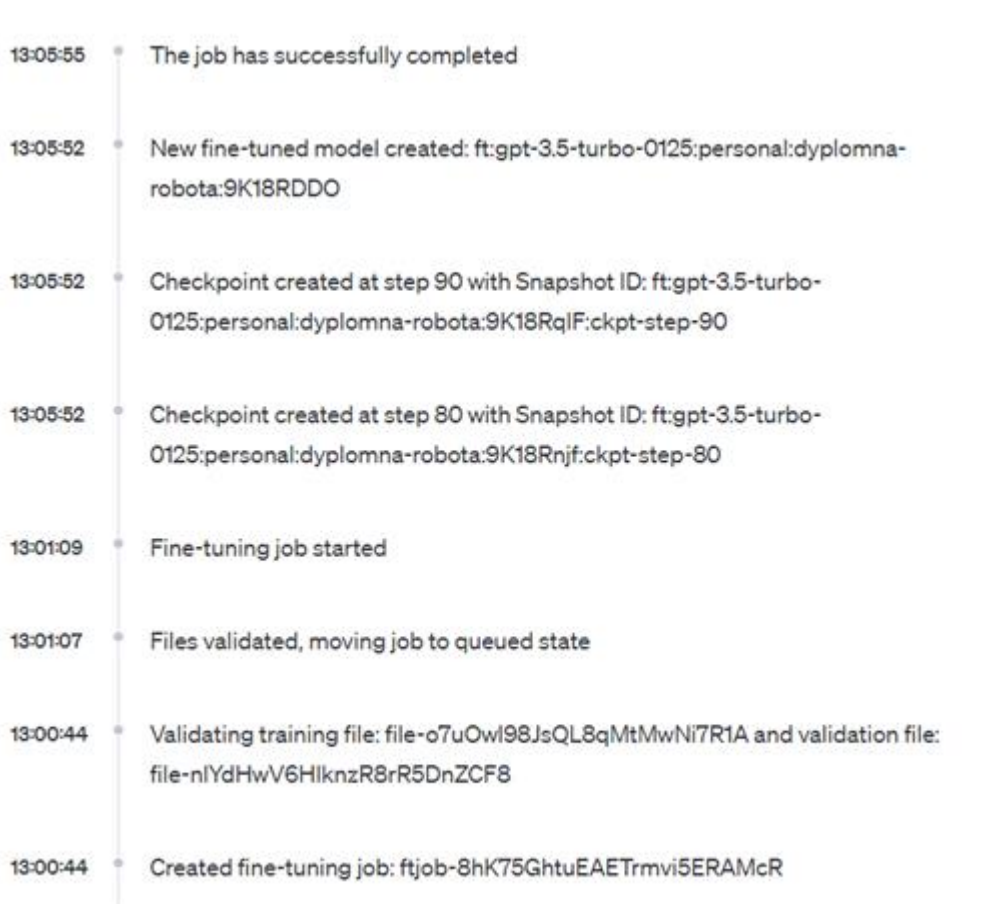 13:05:55 The job has successfully completed
13:05:52 New fine-tuned model created: ft:gpt-3.5-turbo-0125:personal:dyplomna-
robota:9K18RDDO
13:05:52 Checkpoint created at step 90 with Snapshot ID: ft:gpt-3.5-turbo-
0125:personal:dyplomna-robota:9K18RqlF:ckpt-step-90
13:05:52 Checkpoint created at step 80 with Snapshot ID: ft:gpt-3.5-turbo-
0125:personal:dyplomna-robota:9K18Rnjf:ckpt-step-80
13:01:09 Fine-tuning job started
13:01:07 Files validated, moving job to queued state
13:00:44 Validating training file: file-o7uOwl98JsQL8qMtMwNi7R1A and validation file:
file-nlYdHwV6HlknzR8rR5DnZCF8
13:00:44 Created fine-tuning job: ftjob-8hK75GhtuEAETrmvi5ERAMcR